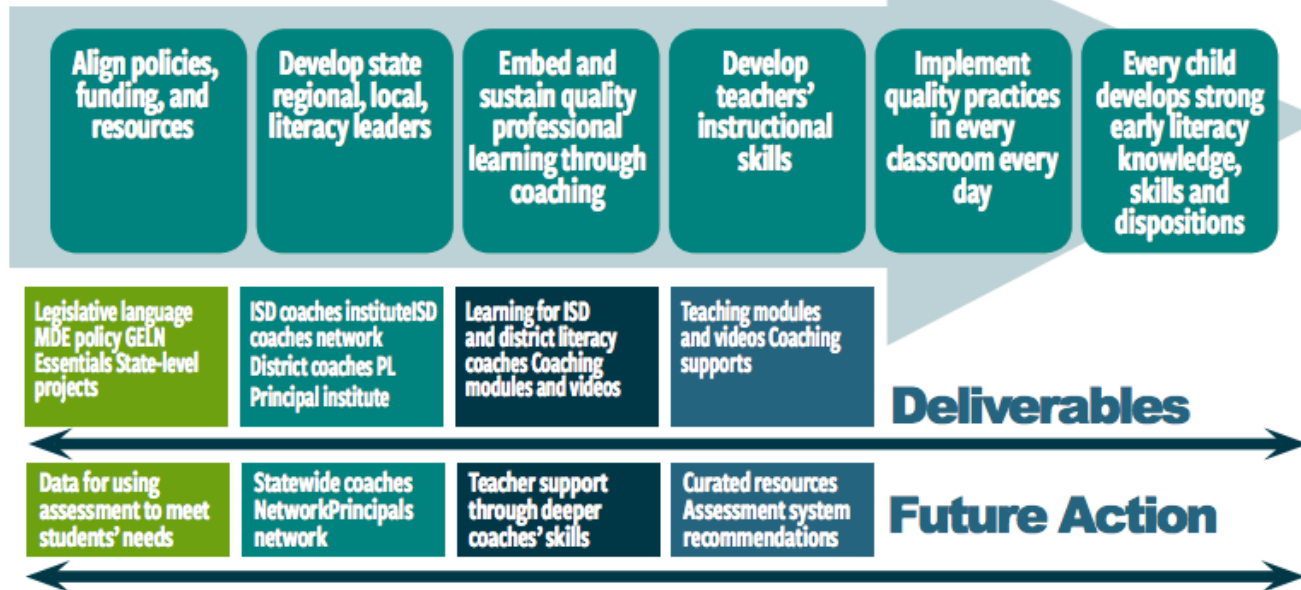 Align policies,
funding, and
resources
Develop state
regional, local,
literacy leaders
Embed and
sustain quality
professional
learning through
coaching
Develop
teachers'
instructional
skills
Implement
quality practices
in every
classroom every
day
Every child
develops strong
early literacy
knowledge,
skills and
dispositions
Legislative language
MDE policy GELN
Essentials State-level
projects
ISD coaches instituteISD
coaches network
District coaches PL
Principal institute
Learning for ISD
and district literacy
coaches Coaching
modules and videos
Teaching modules
and videos Coaching
supports
Deliverables
Data for using
assessment to meet
students' needs
Statewide coaches
NetworkPrincipals
network
Teacher support
through deeper
coaches' skills
Curated resources
Assessment system
recommendations
Future Action